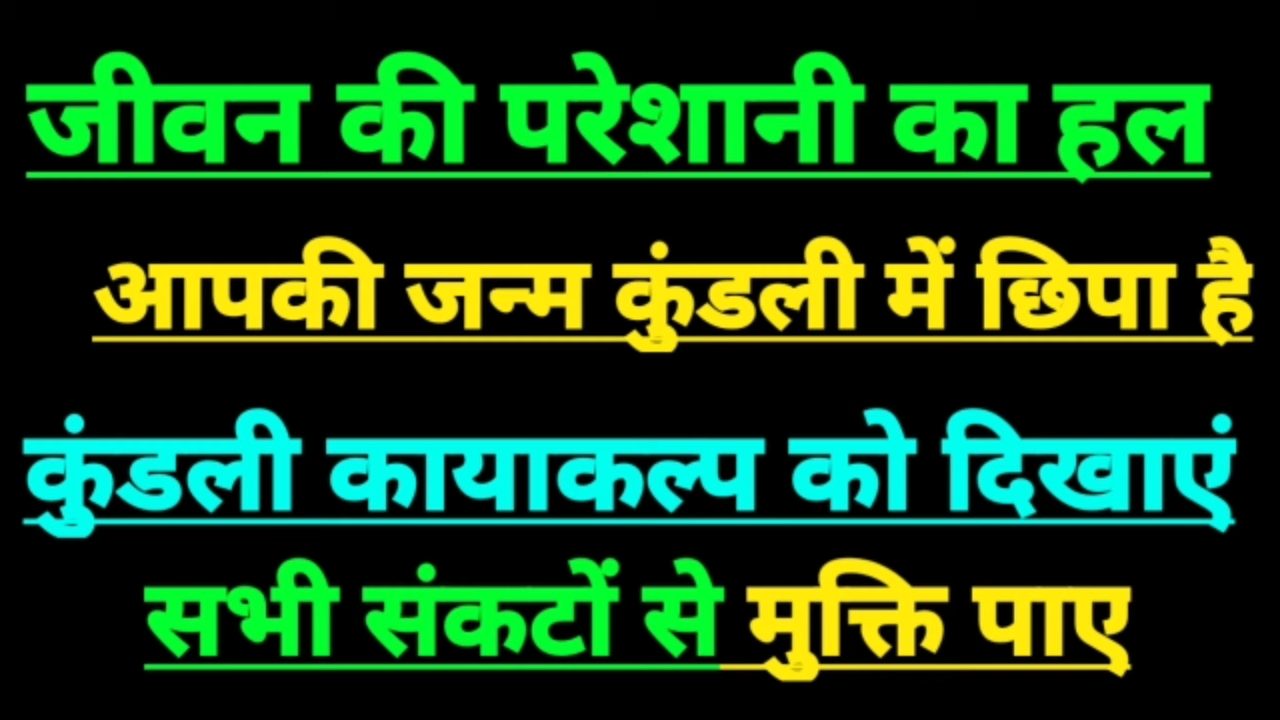 जीवन की परेशानी का हल
आपकी जन्म कुंडली में छिपा है
कुंडली कायाकल्प को दिखाएं
सभी संकटों से मुक्ति पाए